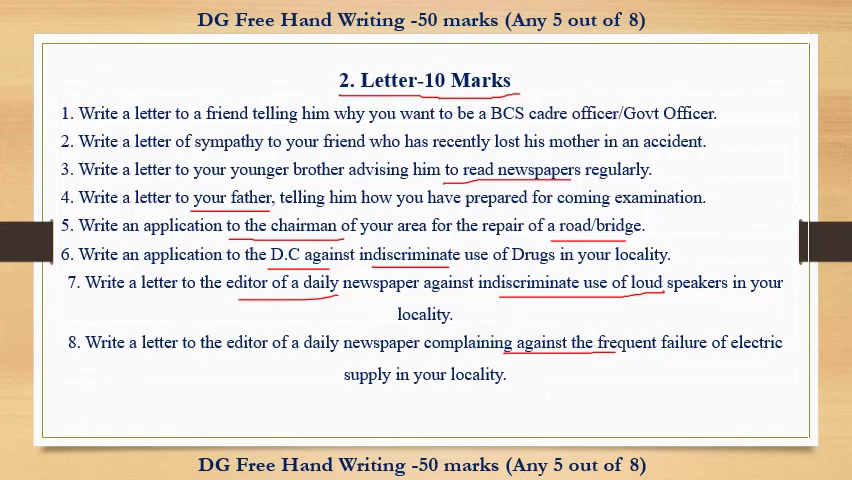 DG Free Hand Writing -50 marks (Any 5 out of 8)
2. Letter-10 Marks
1. Write a letter to a friend telling him why you want to be a BCS cadre officer/Govt Officer.
2. Write a letter of sympathy to your friend who has recently lost his mother in an accident.
3. Write a letter to your younger brother advising him to read newspapers regularly.
4. Write a letter to your father, telling him how you have prepared for coming examination.
5. Write an application to the chairman of your area for the repair of a road/bridge.
6. Write an application to the D.C against indiscriminate use of Drugs in your locality.
7. Write a letter to the editor of a daily newspaper against indiscriminate use of loud speakers in your
locality.
8. Write a letter to the editor of a daily newspaper complaining against the frequent failure of electric
supply in your locality.
DG Free Hand Writing -50 marks (Any 5 out of 8)